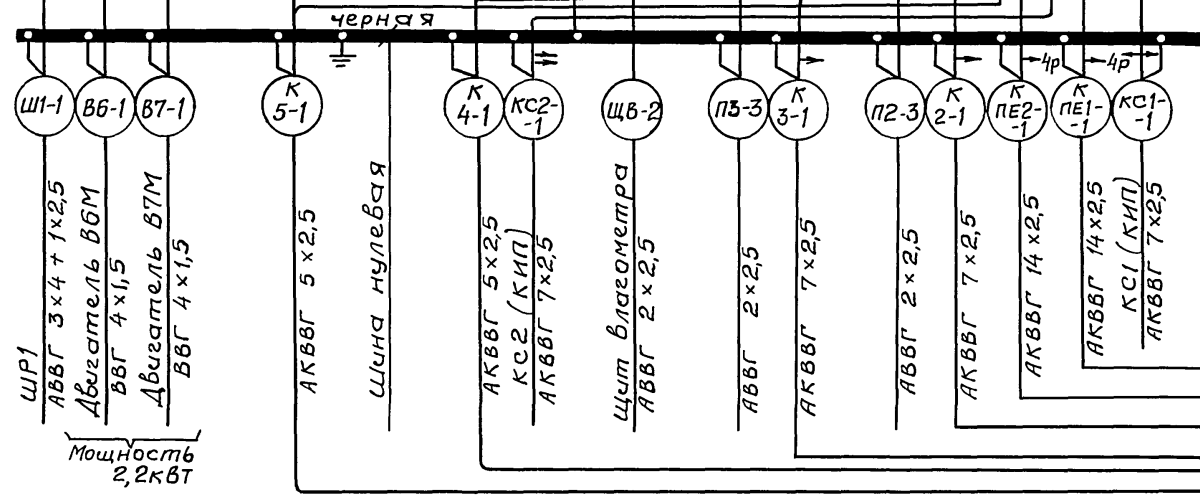 черная
Ш1-1
В6-1
В7-1
К
5-1
К
4-1
КС2-
-1
ЩВ-2
П3-3
К
3-1
П2-3
К
2-1
К
ПЕ2-
-1
4р
К
ПЕ1-
-1
4р
КС1-
-1
ШР1
АВВГ 3×4 + 1×2,5
Двигатель В6М
ВВГ 4×1,5
Двигатель В7М
ВВГ 4×1,5
АКВВГ 5×2,5
Шина нулевая
АКВВГ 5×2,5
КС2 (КИП)
АКВВГ 7×2,5
Щит влагометра
АВВГ 2×2,5
АВВГ 2×2,5
АКВВГ 7×2,5
АВВГ 2×2,5
АКВВГ 7×2,5
АКВВГ 14×2,5
АКВВГ 14×2,5
КС1 (КИП)
АКВВГ 7×2,5
Мощность
2,2кВт